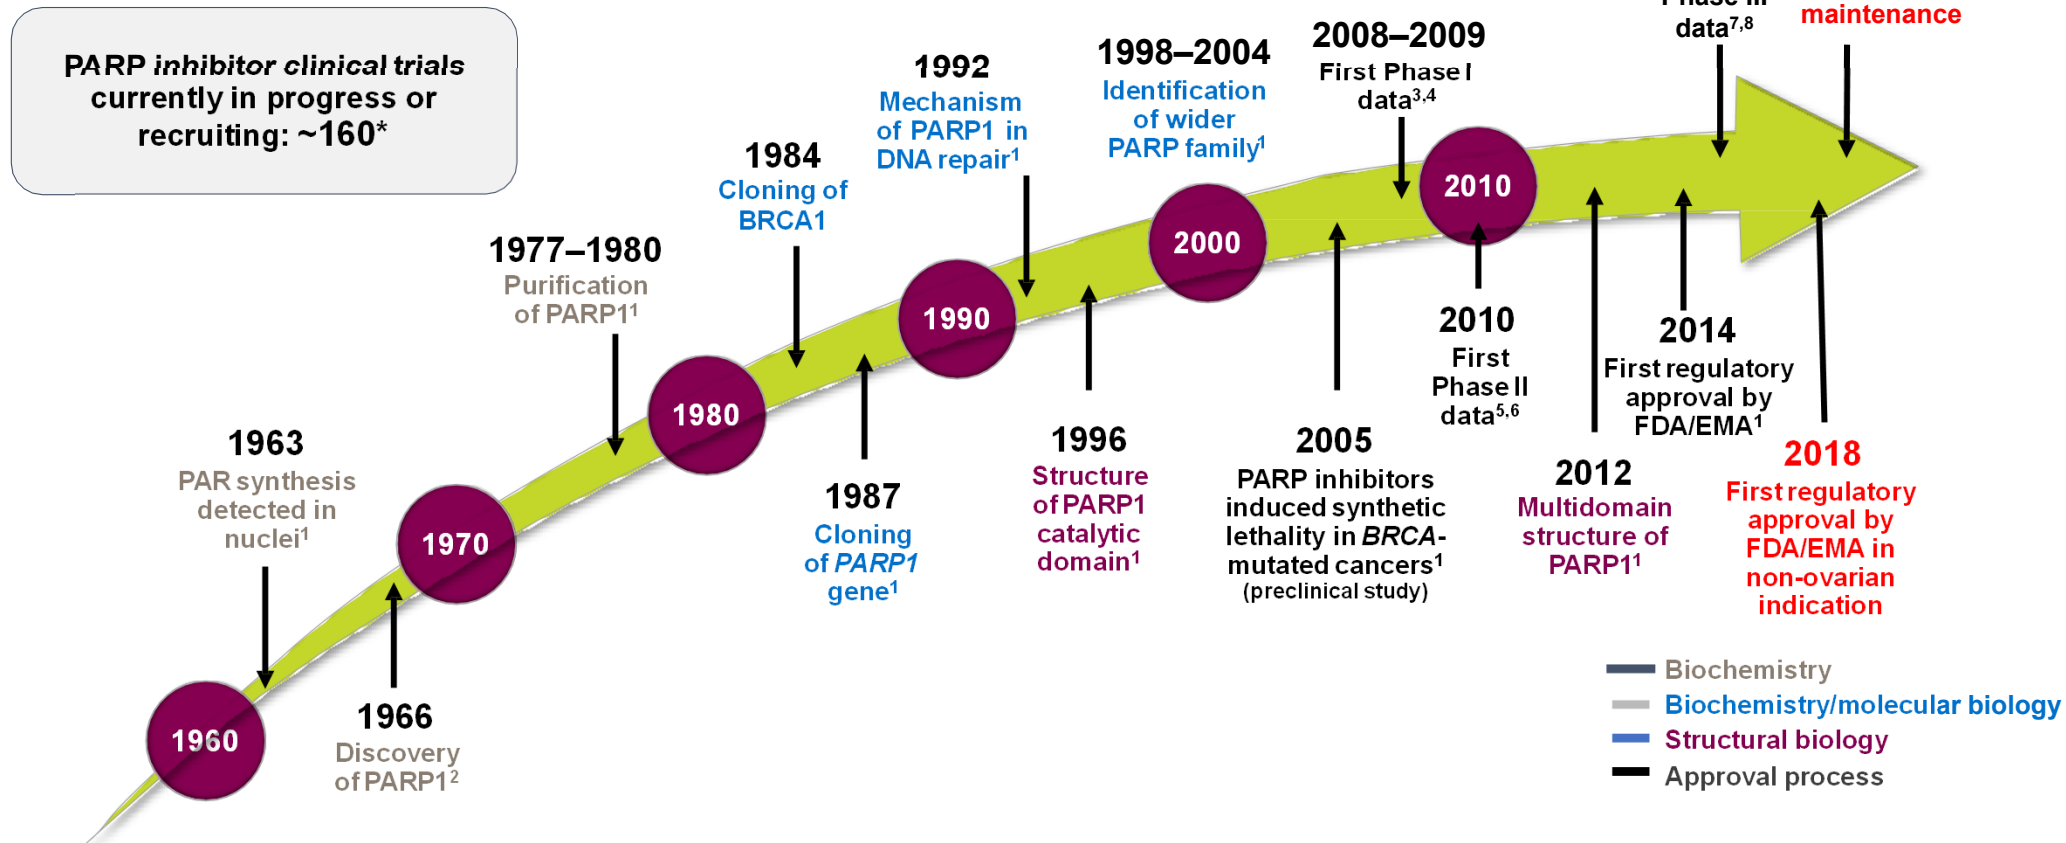 PARP inhibitor clinical trials
currently in progress or
recruiting: ~160*
1960
1963
PAR synthesis
detected in
nuclei1
1966
Discovery
of PARP1²
1970
1977–1980
Purification
of PARP1¹
1980
1984
Cloning of
BRCA1
1987
Cloning
of PARP1
gene¹
1990
1992
Mechanism
of PARP1 in
DNA repair¹
1996
Structure
of PARP1
catalytic
domain¹
1998–2004
Identification
of wider
PARP family¹
2000
2005
PARP inhibitors
induced synthetic
lethality in BRCA-
mutated cancers¹
(preclinical study)
2008–2009
First Phase I
data³,⁴
2010
2010
First
Phase II
data⁵,⁶
2012
Multidomain
structure of
PARP1¹
2014
First regulatory
approval by
FDA/EMA¹
Phase III
data⁷,⁸
maintenance
2018
First regulatory
approval by
FDA/EMA in
non-ovarian
indication
Biochemistry
Biochemistry/molecular biology
Structural biology
Approval process